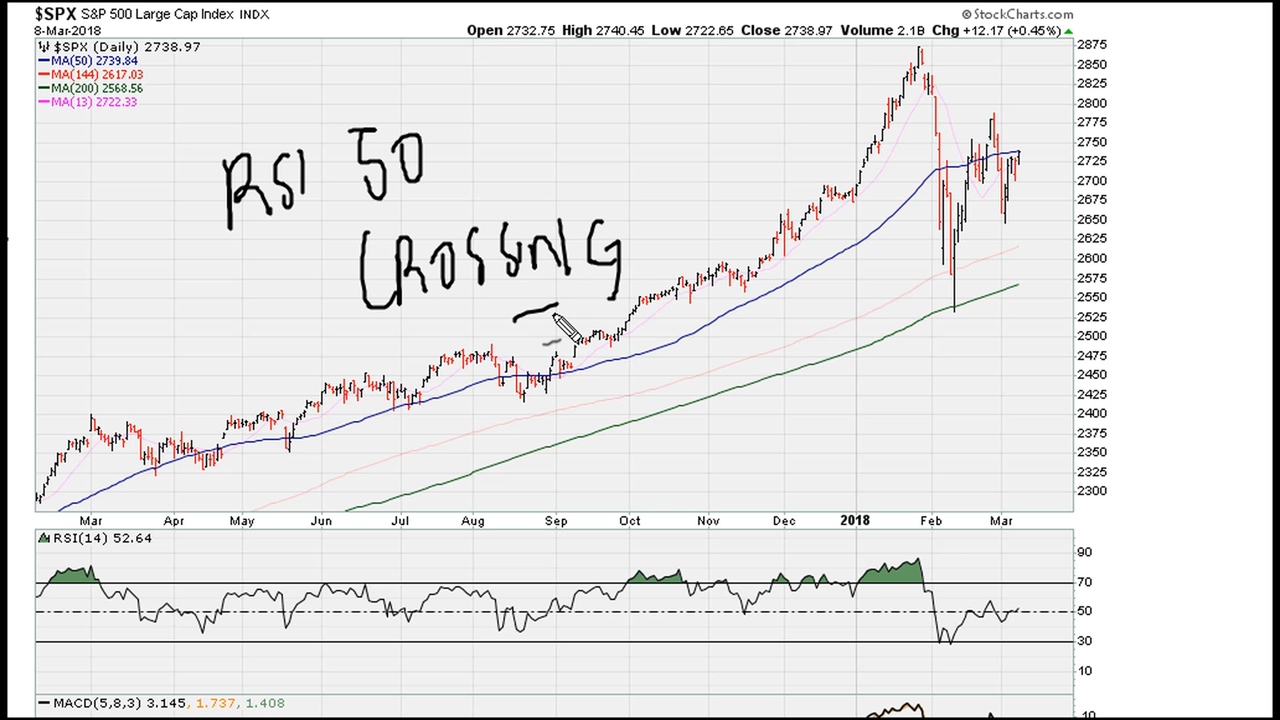 $SPX S&P 500 Large Cap Index INDX
© StockCharts.com
8-Mar-2018
Open 2732.75 High 2740.45 Low 2722.65 Close 2738.97 Volume 2.1B Chg +12.17 (+0.45%)
$SPX (Daily) 2738.97
MA(50) 2739.84
MA(144) 2617.03
MA(200) 2568.56
MA(13) 2722.33
RSI 50
CROSSING
2875
2850
2825
2800
2775
2750
2725
2700
2675
2650
2625
2600
2575
2550
2525
2500
2475
2450
2425
2400
2375
2350
2325
2300
Mar Apr May Jun Jul Aug Sep Oct Nov Dec 2018 Feb Mar
RSI(14) 52.64
90
70
50
30
10
MACD(5,8,3) 3.145, 1.737, 1.408
10